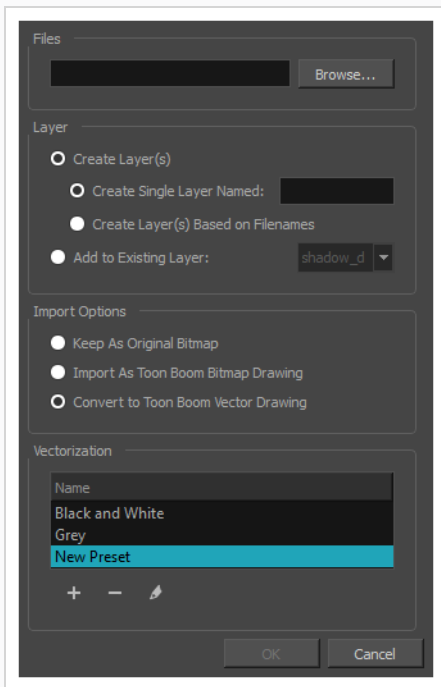 Files
Browse...
Layer
Create Layer(s)
Create Single Layer Named:
Create Layer(s) Based on Filenames
Add to Existing Layer:
shadow_d
Import Options
Keep As Original Bitmap
Import As Toon Boom Bitmap Drawing
Convert to Toon Boom Vector Drawing
Vectorization
Name
Black and White
Grey
New Preset
OK
Cancel